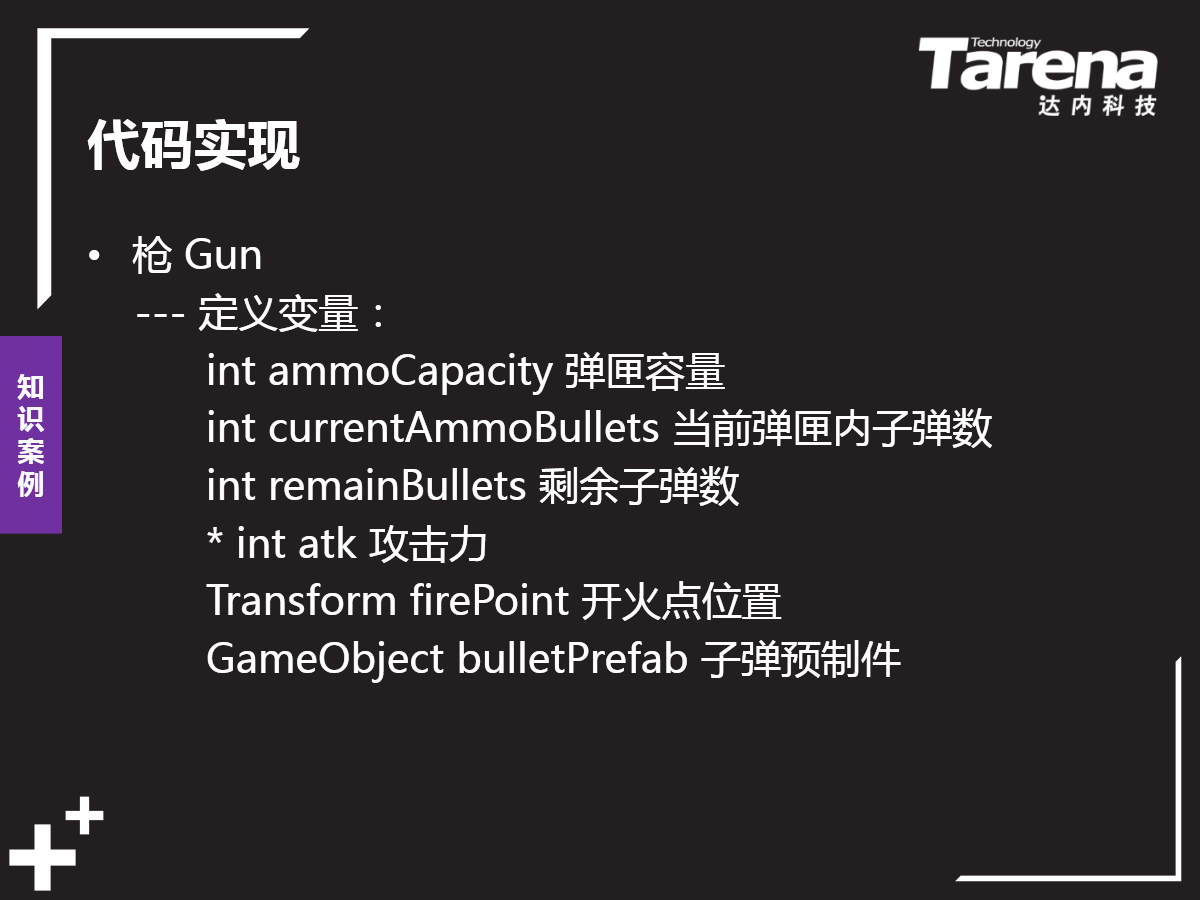 Technology
Tarena
达内科技
代码实现
• 枪 Gun
--- 定义变量：
int ammoCapacity 弹匣容量
int currentAmmoBullets 当前弹匣内子弹数
int remainBullets 剩余子弹数
* int atk 攻击力
Transform firePoint 开火点位置
GameObject bulletPrefab 子弹预制件
知识案例